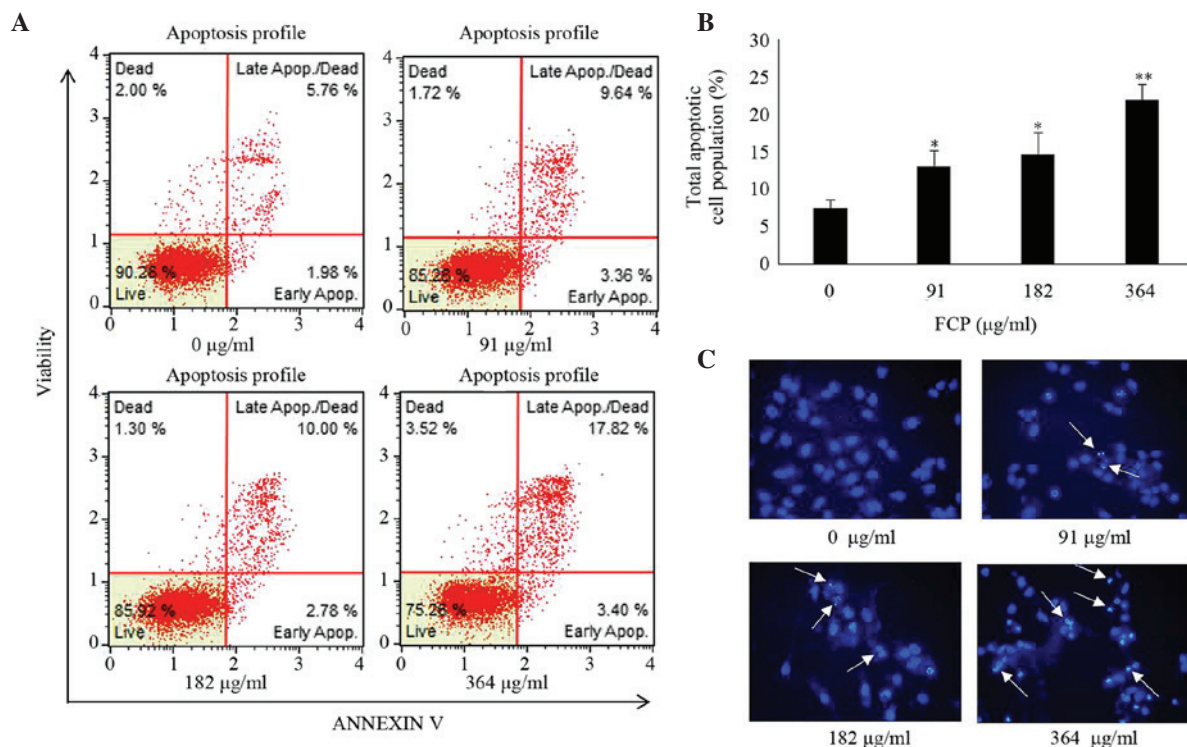 A
Apoptosis profile
4
3
2
1
0
Dead
2.00 %
Late Apop./Dead
5.76 %
90.26 %
Live
1.98 %
Early Apop.
0 1 2 3 4
0 µg/ml
Apoptosis profile
4
3
2
1
0
Dead
1.72 %
Late Apop./Dead
9.64 %
85.28 %
Live
3.36 %
Early Apop.
0 1 2 3 4
91 µg/ml
Apoptosis profile
4
3
2
1
0
Dead
1.30 %
Late Apop./Dead
10.00 %
85.92 %
Live
2.78 %
Early Apop.
0 1 2 3 4
182 µg/ml
Apoptosis profile
4
3
2
1
0
Dead
3.52 %
Late Apop./Dead
17.82 %
75.26 %
Live
3.40 %
Early Apop.
0 1 2 3 4
364 µg/ml
Viability
ANNEXIN V
B
Total apoptotic
cell population (%)
30
25
20
15
10
5
0
*
*
**
0 91 182 364
FCP (µg/ml)
C
0 µg/ml
91 µg/ml
182 µg/ml
364 µg/ml